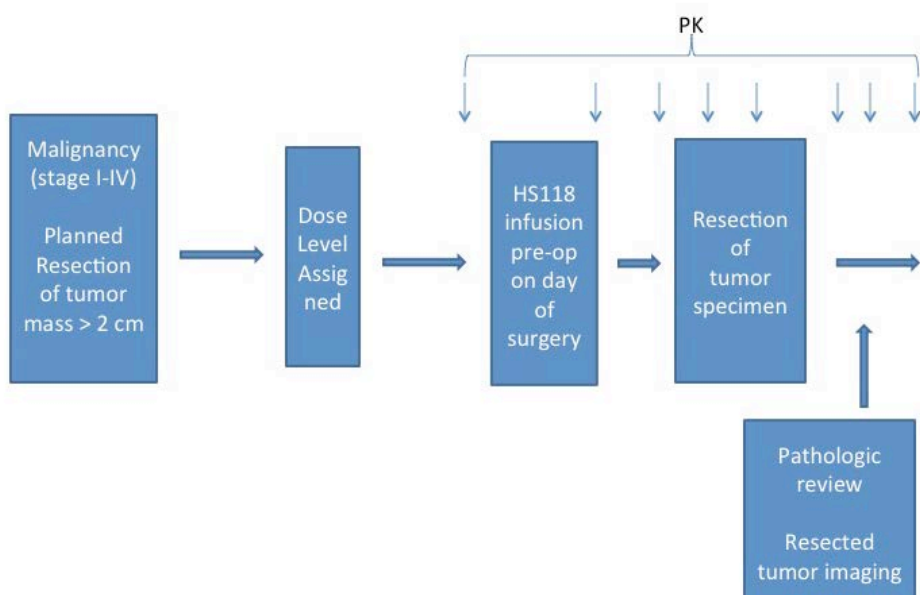 PK
Malignancy
(stage I-IV)
Planned
Resection
of tumor
mass > 2 cm
Dose
Level
Assig
ned
HS118
infusion
pre-op
on day
of
surgery
Resection
of
tumor
specimen
Pathologic
review
Resected
tumor imaging